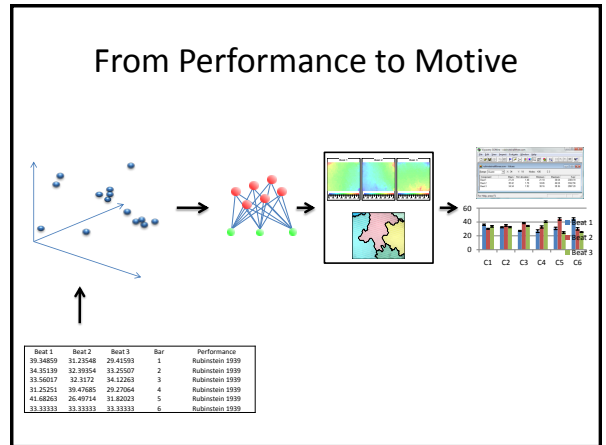 From Performance to Motive
60
40
20
0
C1 C2 C3 C4 C5 C6
Beat 1
Beat 2
Beat 3
Beat 1 Beat 2 Beat 3 Bar Performance
39.34859 31.23548 29.41593 1 Rubinstein 1939
34.35139 32.39354 33.25507 2 Rubinstein 1939
33.56017 32.3172 34.12263 3 Rubinstein 1939
31.25251 39.47685 29.27064 4 Rubinstein 1939
41.68263 26.49714 31.82023 5 Rubinstein 1939
33.33333 33.33333 33.33333 6 Rubinstein 1939